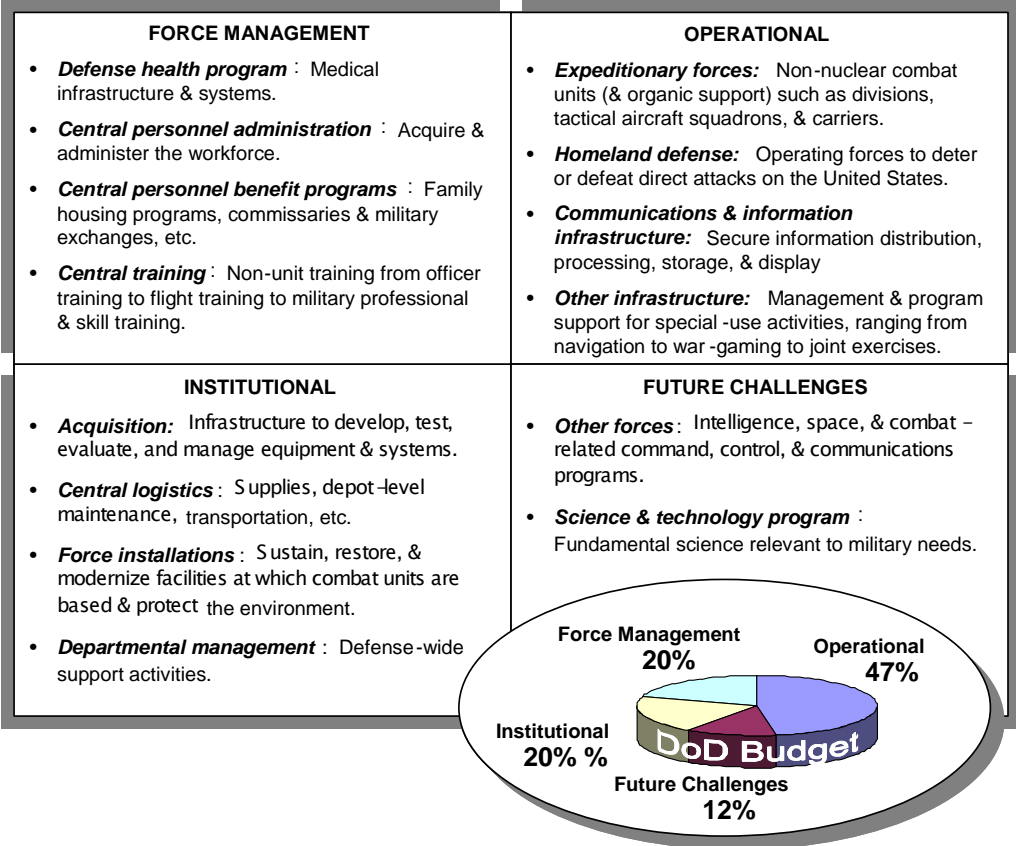 FORCE MANAGEMENT
• Defense health program : Medical
infrastructure & systems.
• Central personnel administration : Acquire &
administer the workforce.
• Central personnel benefit programs : Family
housing programs, commissaries & military
exchanges, etc.
• Central training : Non-unit training from officer
training to flight training to military professional
& skill training.
OPERATIONAL
• Expeditionary forces: Non-nuclear combat
units (& organic support) such as divisions,
tactical aircraft squadrons, & carriers.
• Homeland defense: Operating forces to deter
or defeat direct attacks on the United States.
• Communications & information
infrastructure: Secure information distribution,
processing, storage, & display
• Other infrastructure: Management & program
support for special -use activities, ranging from
navigation to war -gaming to joint exercises.
INSTITUTIONAL
• Acquisition: Infrastructure to develop, test,
evaluate, and manage equipment & systems.
• Central logistics : Supplies, depot-level
maintenance, transportation, etc.
• Force installations : Sustain, restore, &
modernize facilities at which combat units are
based & protect the environment.
• Departmental management : Defense-wide
support activities.
FUTURE CHALLENGES
• Other forces : Intelligence, space, & combat –
related command, control, & communications
programs.
• Science & technology program :
Fundamental science relevant to military needs.
Force Management
20%
Operational
47%
Institutional
20% %
DoD Budget
Future Challenges
12%